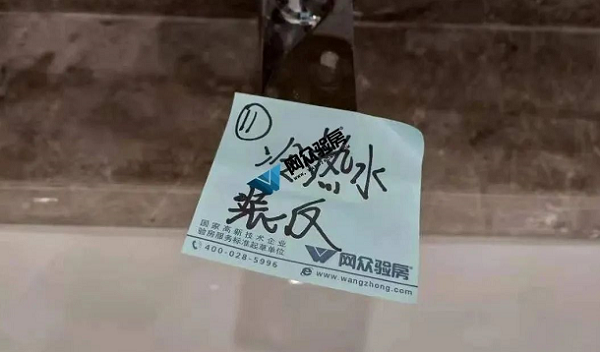 11
冷热水
网众验房
www.
装反
国家高新技术企业
验房服务标准起草单位
400-028-5996
网众验房
www.wangzhong.com